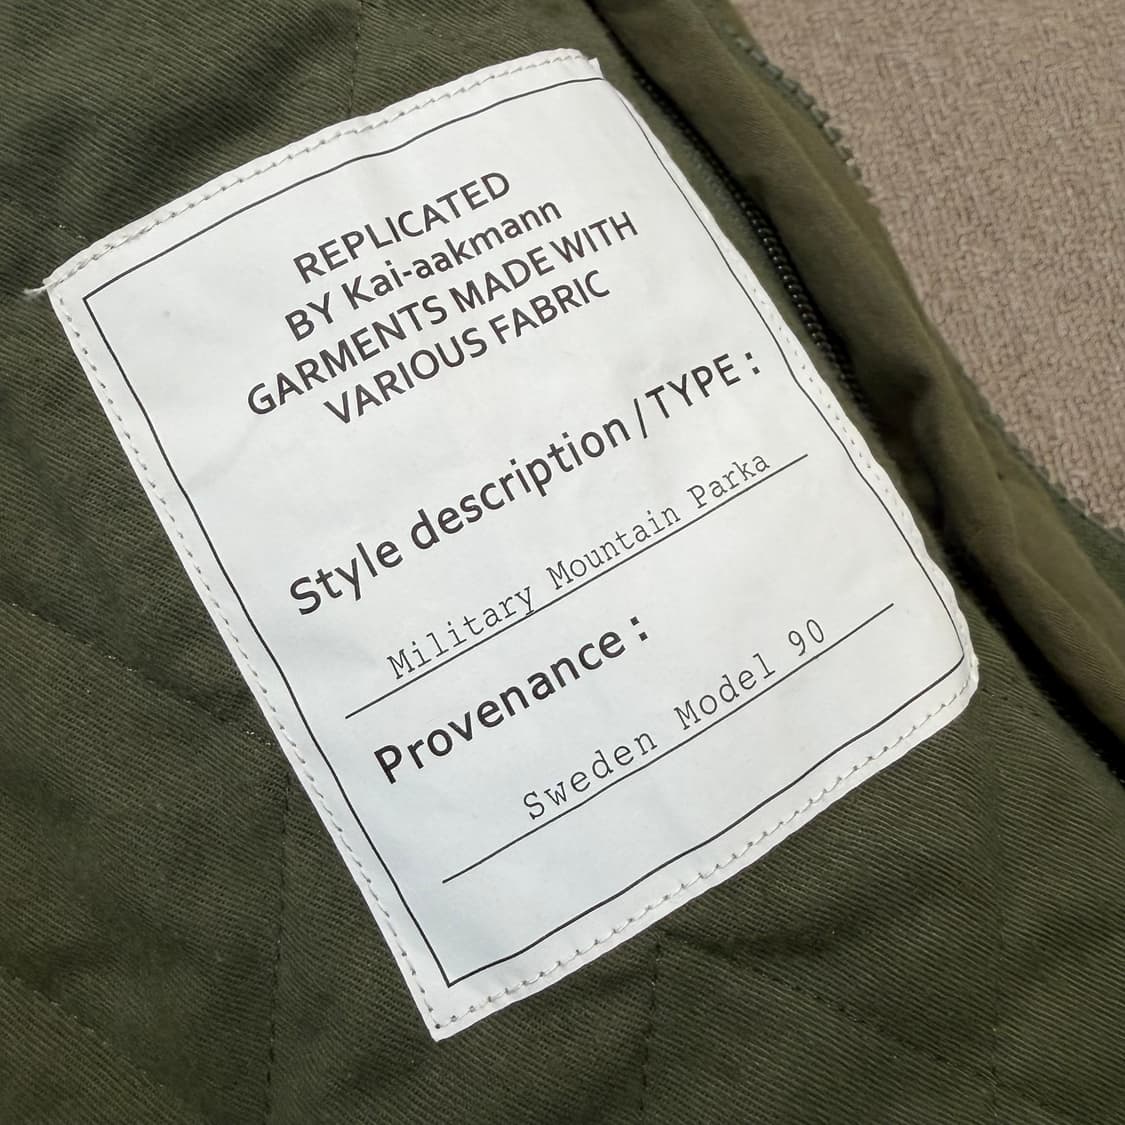 REPLICATED
BY Kai-aakmann
GARMENTS MADE WITH
VARIOUS FABRIC
Style description/TYPE:
Military Mountain Parka
Provenance:
Sweden Model 90